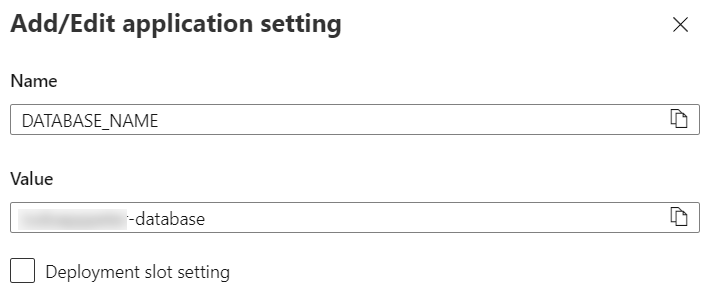 Add/Edit application setting
Name
DATABASE_NAME
Value
-database
Deployment slot setting